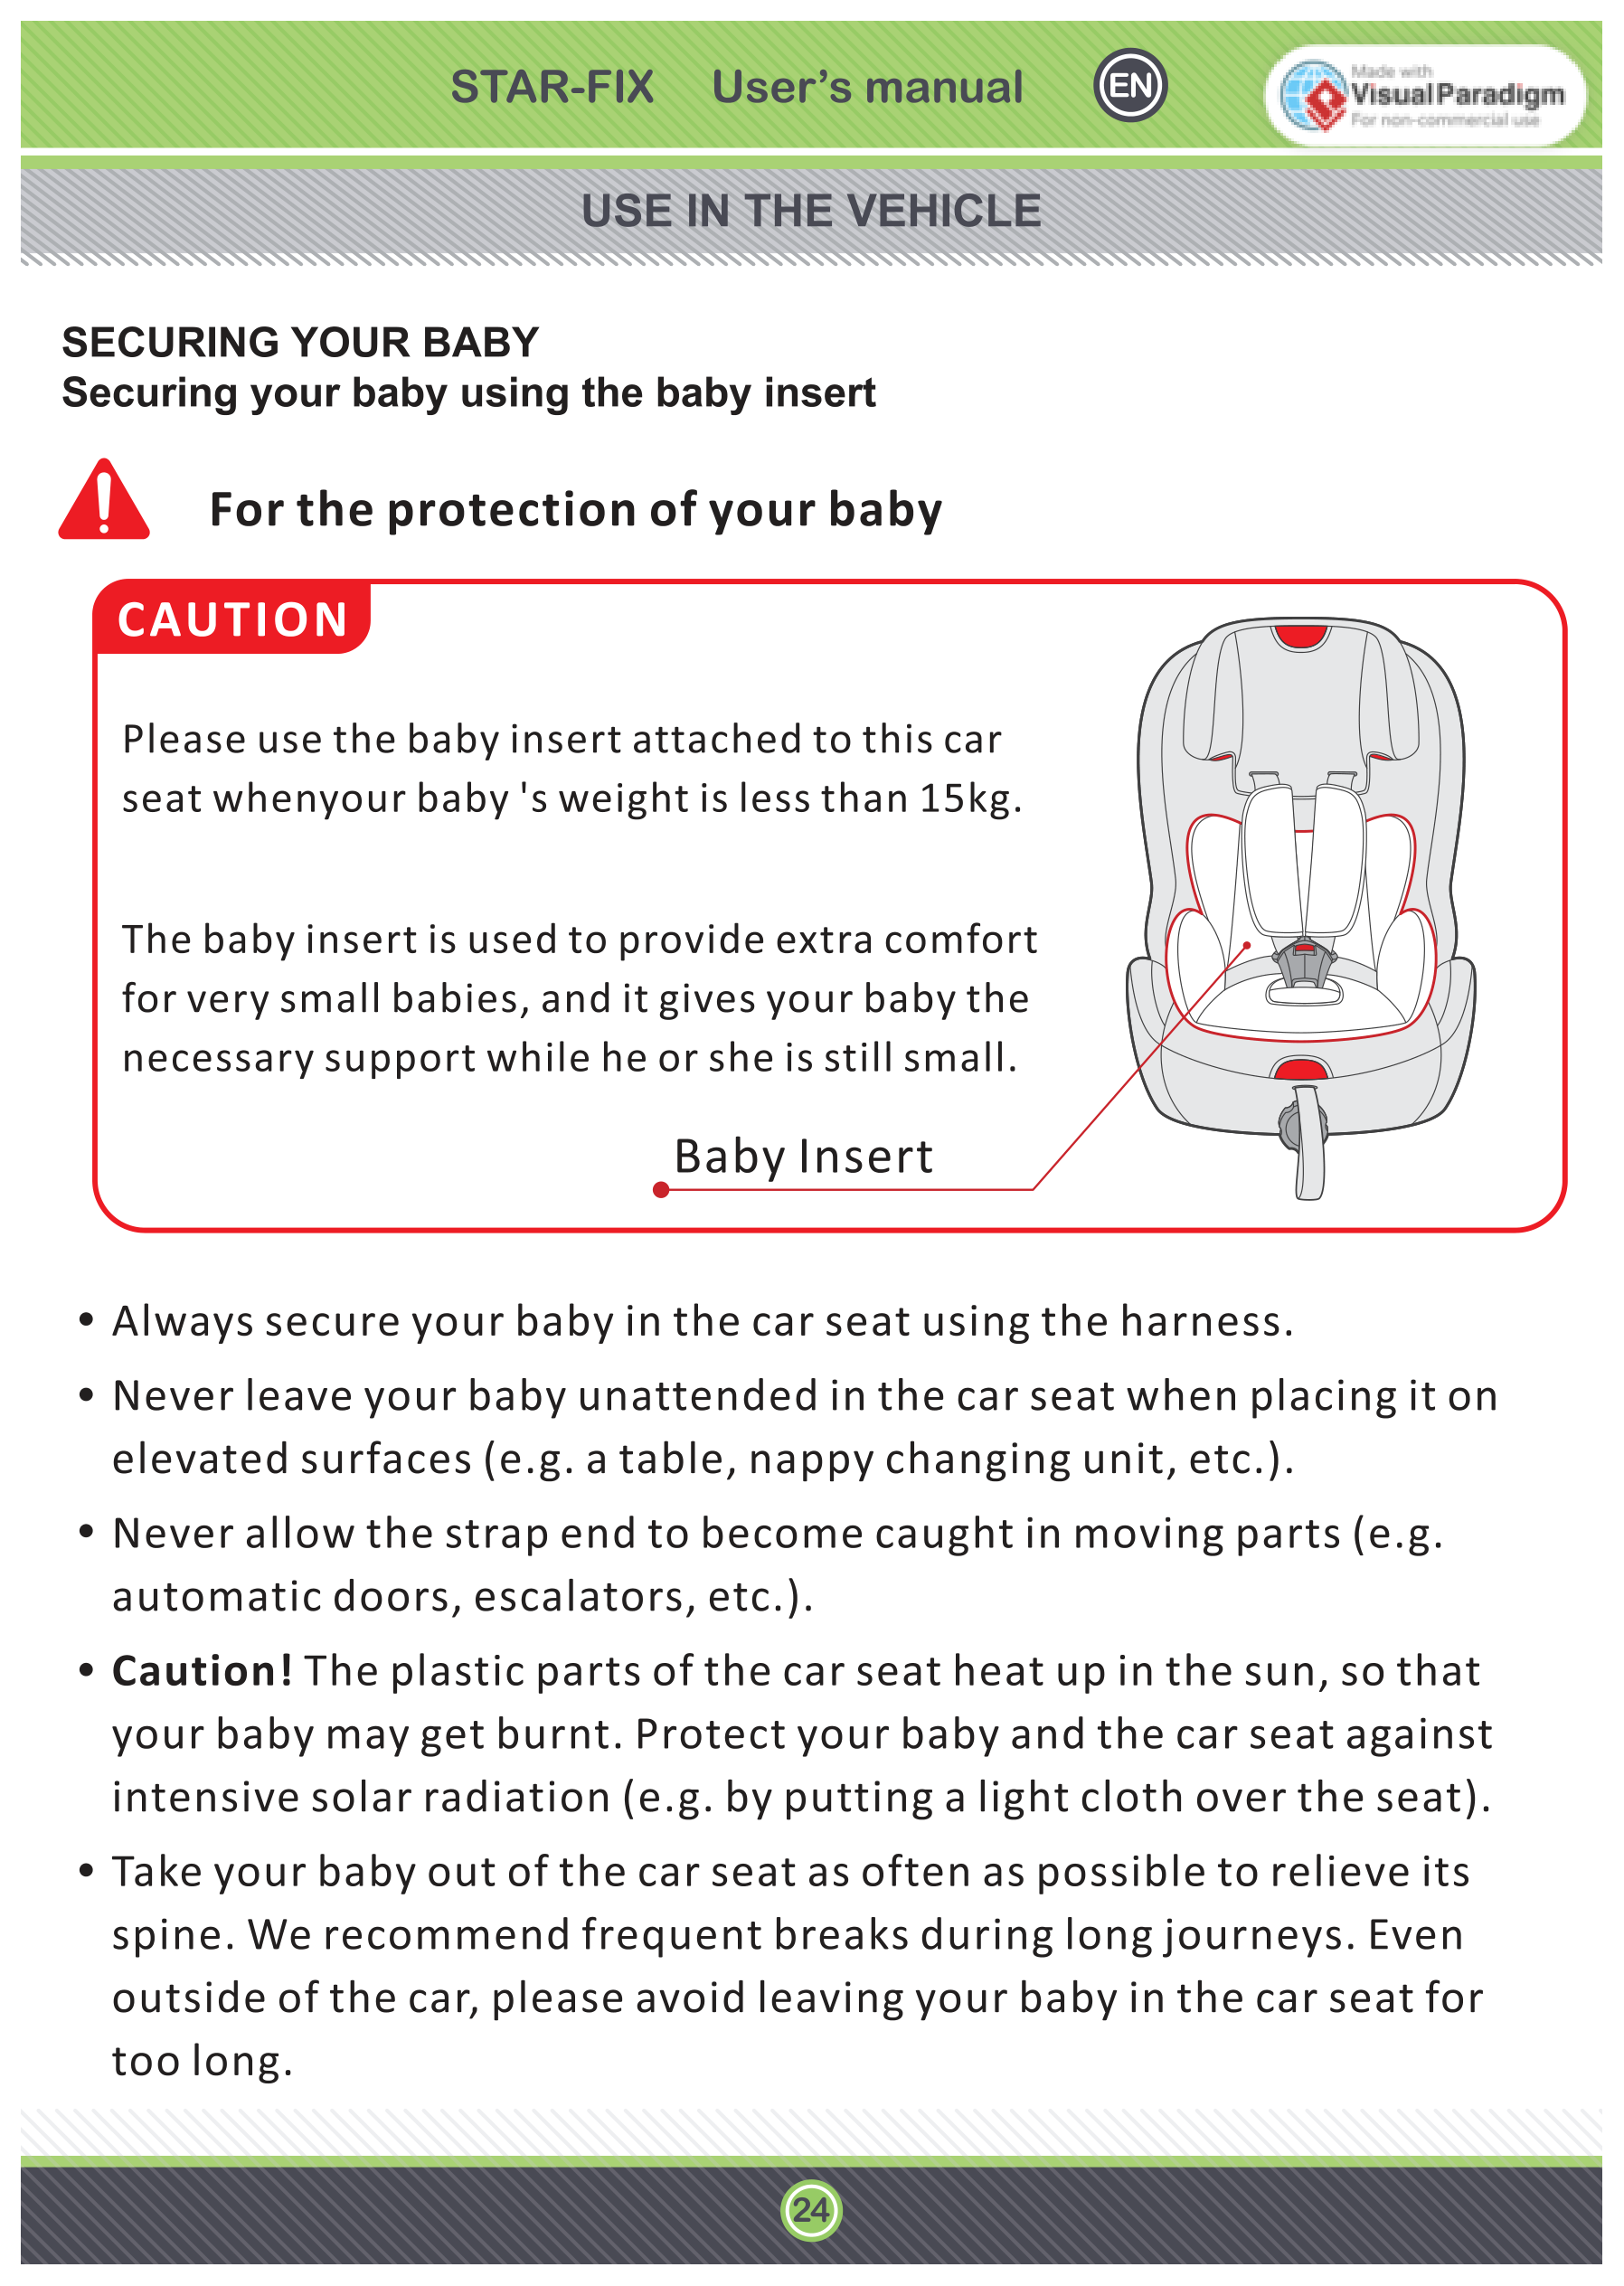 STAR-FIX User's manual EN
Made with
Visual Paradigm
For non-commercial use
USE IN THE VEHICLE
SECURING YOUR BABY
Securing your baby using the baby insert
For the protection of your baby
CAUTION
Please use the baby insert attached to this car
seat whenyour baby 's weight is less than 15kg.
The baby insert is used to provide extra comfort
for very small babies, and it gives your baby the
necessary support while he or she is still small.
Baby Insert
• Always secure your baby in the car seat using the harness.
• Never leave your baby unattended in the car seat when placing it on
elevated surfaces (e.g. a table, nappy changing unit, etc.).
• Never allow the strap end to become caught in moving parts (e.g.
automatic doors, escalators, etc.).
• Caution! The plastic parts of the car seat heat up in the sun, so that
your baby may get burnt. Protect your baby and the car seat against
intensive solar radiation (e.g. by putting a light cloth over the seat).
• Take your baby out of the car seat as often as possible to relieve its
spine. We recommend frequent breaks during long journeys. Even
outside of the car, please avoid leaving your baby in the car seat for
too long.
24